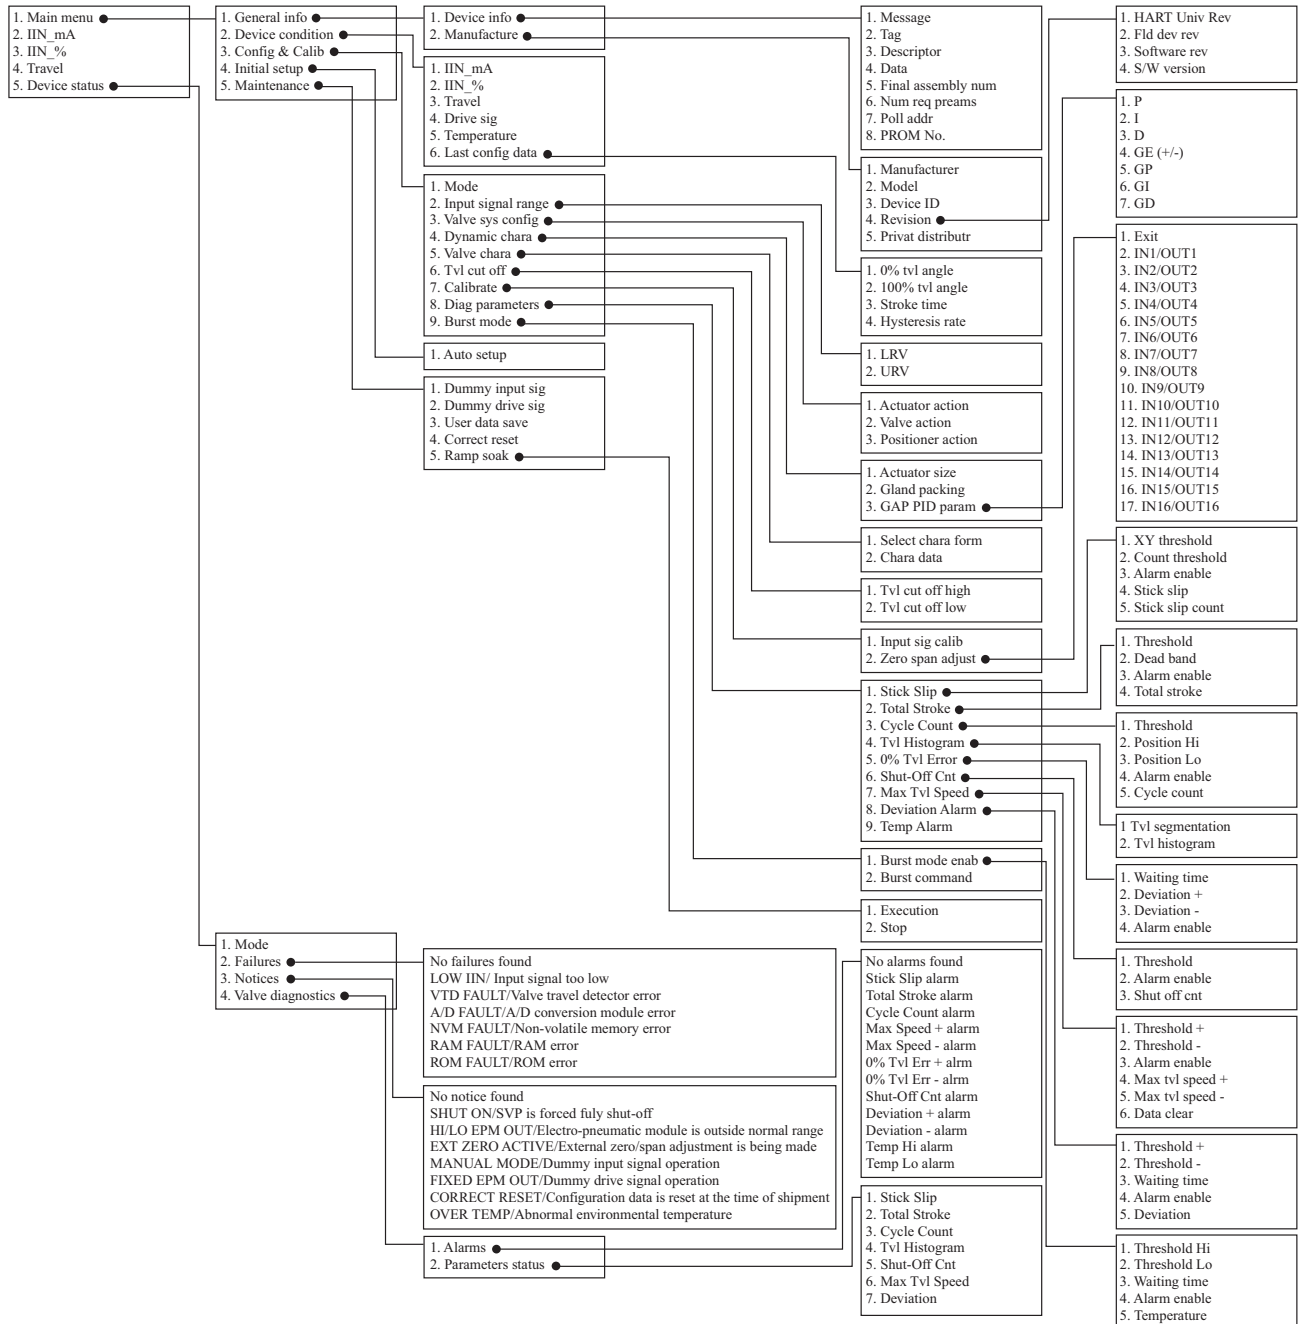 1. Main menu
2. IIN_mA
3. IIN_%
4. Travel
5. Device status
1. General info
2. Device condition
3. Config & Calib
4. Initial setup
5. Maintenance
1. Device info
2. Manufacture
1. IIN_mA
2. IIN_%
3. Travel
4. Drive sig
5. Temperature
6. Last config data
1. Mode
2. Input signal range
3. Valve sys config
4. Dynamic chara
5. Valve chara
6. Tvl cut off
7. Calibrate
8. Diag parameters
9. Burst mode
1. Auto setup
1. Dummy input sig
2. Dummy drive sig
3. User data save
4. Correct reset
5. Ramp soak
1. Message
2. Tag
3. Descriptor
4. Data
5. Final assembly num
6. Num req preams
7. Poll addr
8. PROM No.
1. Manufacturer
2. Model
3. Device ID
4. Revision
5. Privat distributr
1. 0% tvl angle
2. 100% tvl angle
3. Stroke time
4. Hysteresis rate
1. LRV
2. URV
1. Actuator action
2. Valve action
3. Positioner action
1. Actuator size
2. Gland packing
3. GAP PID param
1. Select chara form
2. Chara data
1. Tvl cut off high
2. Tvl cut off low
1. Input sig calib
2. Zero span adjust
1. Stick Slip
2. Total Stroke
3. Cycle Count
4. Tvl Histogram
5. 0% Tvl Error
6. Shut-Off Cnt
7. Max Tvl Speed
8. Deviation Alarm
9. Temp Alarm
1. Burst mode enab
2. Burst command
1. Execution
2. Stop
1. HART Univ Rev
2. Fld dev rev
3. Software rev
4. S/W version
1. P
2. I
3. D
4. GE (+/-)
5. GP
6. GI
7. GD
1. Exit
2. IN1/OUT1
3. IN2/OUT2
4. IN3/OUT3
5. IN4/OUT4
6. IN5/OUT5
7. IN6/OUT6
8. IN7/OUT7
9. IN8/OUT8
10. IN9/OUT9
11. IN10/OUT10
12. IN11/OUT11
13. IN12/OUT12
14. IN13/OUT13
15. IN14/OUT14
16. IN15/OUT15
17. IN16/OUT16
1. XY threshold
2. Count threshold
3. Alarm enable
4. Stick slip
5. Stick slip count
1. Threshold
2. Dead band
3. Alarm enable
4. Total stroke
1. Threshold
2. Position Hi
3. Position Lo
4. Alarm enable
5. Cycle count
1 Tvl segmentation
2. Tvl histogram
1. Waiting time
2. Deviation +
3. Deviation -
4. Alarm enable
1. Threshold
2. Alarm enable
3. Shut off cnt
1. Threshold +
2. Threshold -
3. Alarm enable
4. Max tvl speed +
5. Max tvl speed -
6. Data clear
1. Threshold +
2. Threshold -
3. Waiting time
4. Alarm enable
5. Deviation
1. Threshold Hi
2. Threshold Lo
3. Waiting time
4. Alarm enable
5. Temperature
1. Mode
2. Failures
3. Notices
4. Valve diagnostics
No failures found
LOW IIN/ Input signal too low
VTD FAULT/Valve travel detector error
A/D FAULT/A/D conversion module error
NVM FAULT/Non-volatile memory error
RAM FAULT/RAM error
ROM FAULT/ROM error
No notice found
SHUT ON/SVP is forced fuly shut-off
HI/LO EPM OUT/Electro-pneumatic module is outside normal range
EXT ZERO ACTIVE/External zero/span adjustment is being made
MANUAL MODE/Dummy input signal operation
FIXED EPM OUT/Dummy drive signal operation
CORRECT RESET/Configuration data is reset at the time of shipment
OVER TEMP/Abnormal environmental temperature
1. Alarms
2. Parameters status
No alarms found
Stick Slip alarm
Total Stroke alarm
Cycle Count alarm
Max Speed + alarm
Max Speed - alarm
0% Tvl Err + alrm
0% Tvl Err - alrm
Shut-Off Cnt alarm
Deviation + alarm
Deviation - alarm
Temp Hi alarm
Temp Lo alarm
1. Stick Slip
2. Total Stroke
3. Cycle Count
4. Tvl Histogram
5. Shut-Off Cnt
6. Max Tvl Speed
7. Deviation